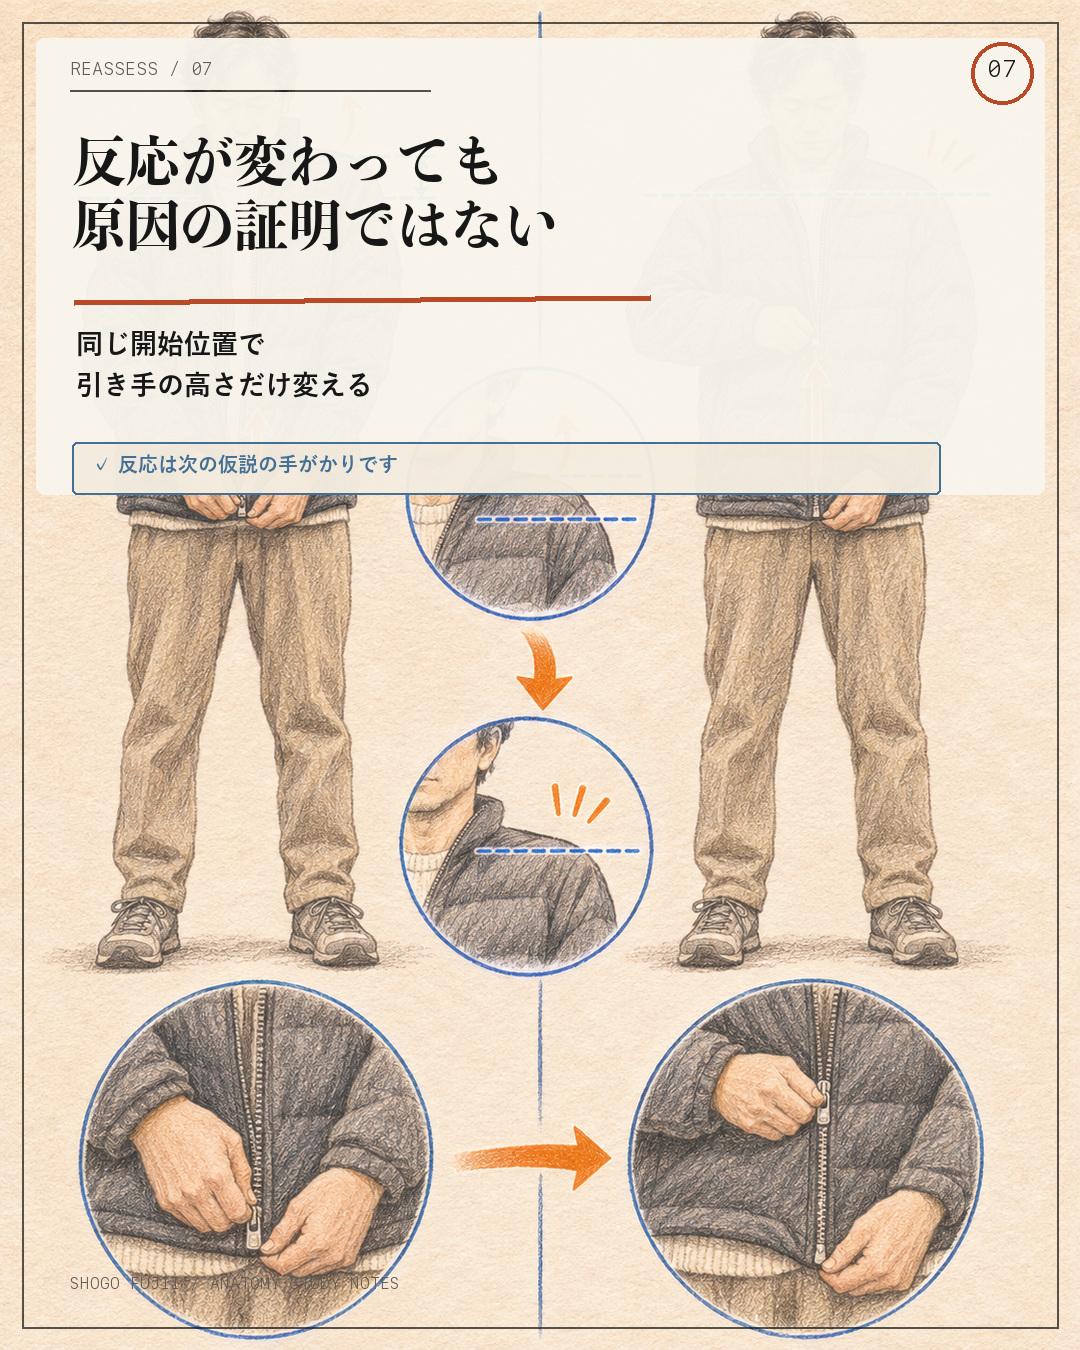 REASSESS / 07
07
反応が変わっても
原因の証明ではない
同じ開始位置で
引き手の高さだけ変える
✓ 反応は次の仮説の手がかりです
SHOGO FUJII / ANATOMY STUDY NOTES